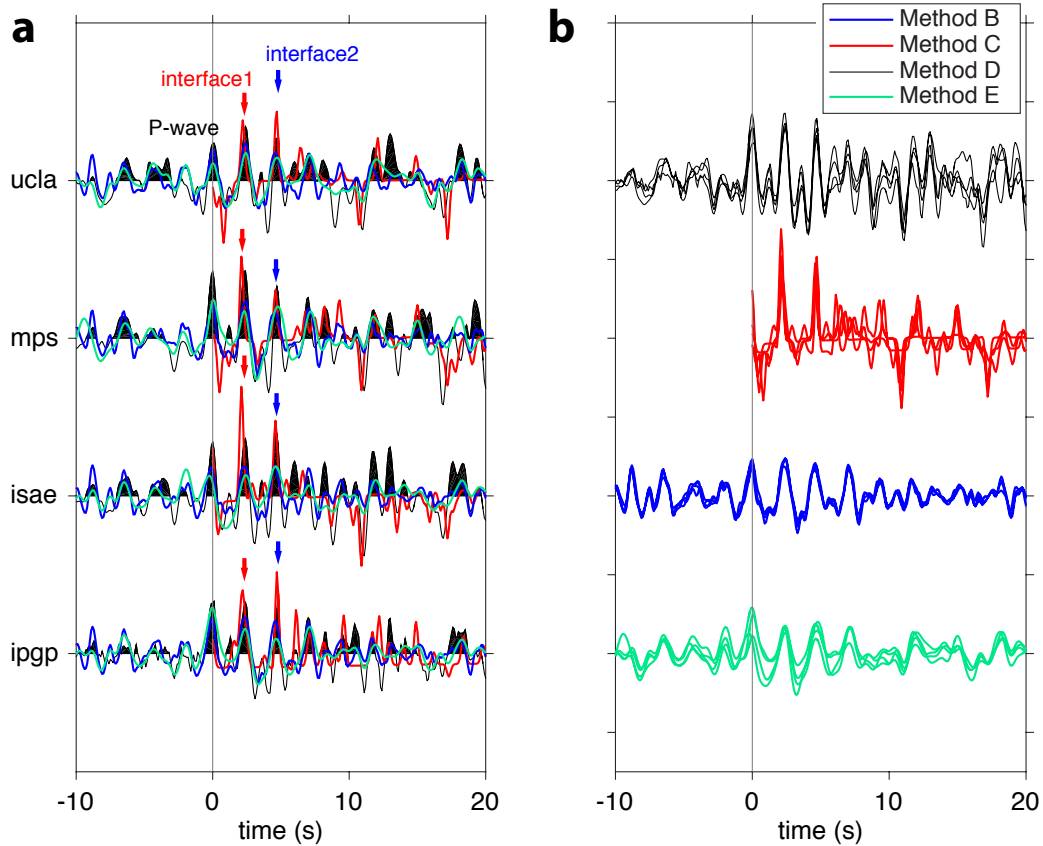 a
b
Method B
Method C
Method D
Method E
interface2
interface1
P-wave
ucla
mps
isae
ipgp
-10
0
10
20
-10
0
10
20
time (s)
time (s)